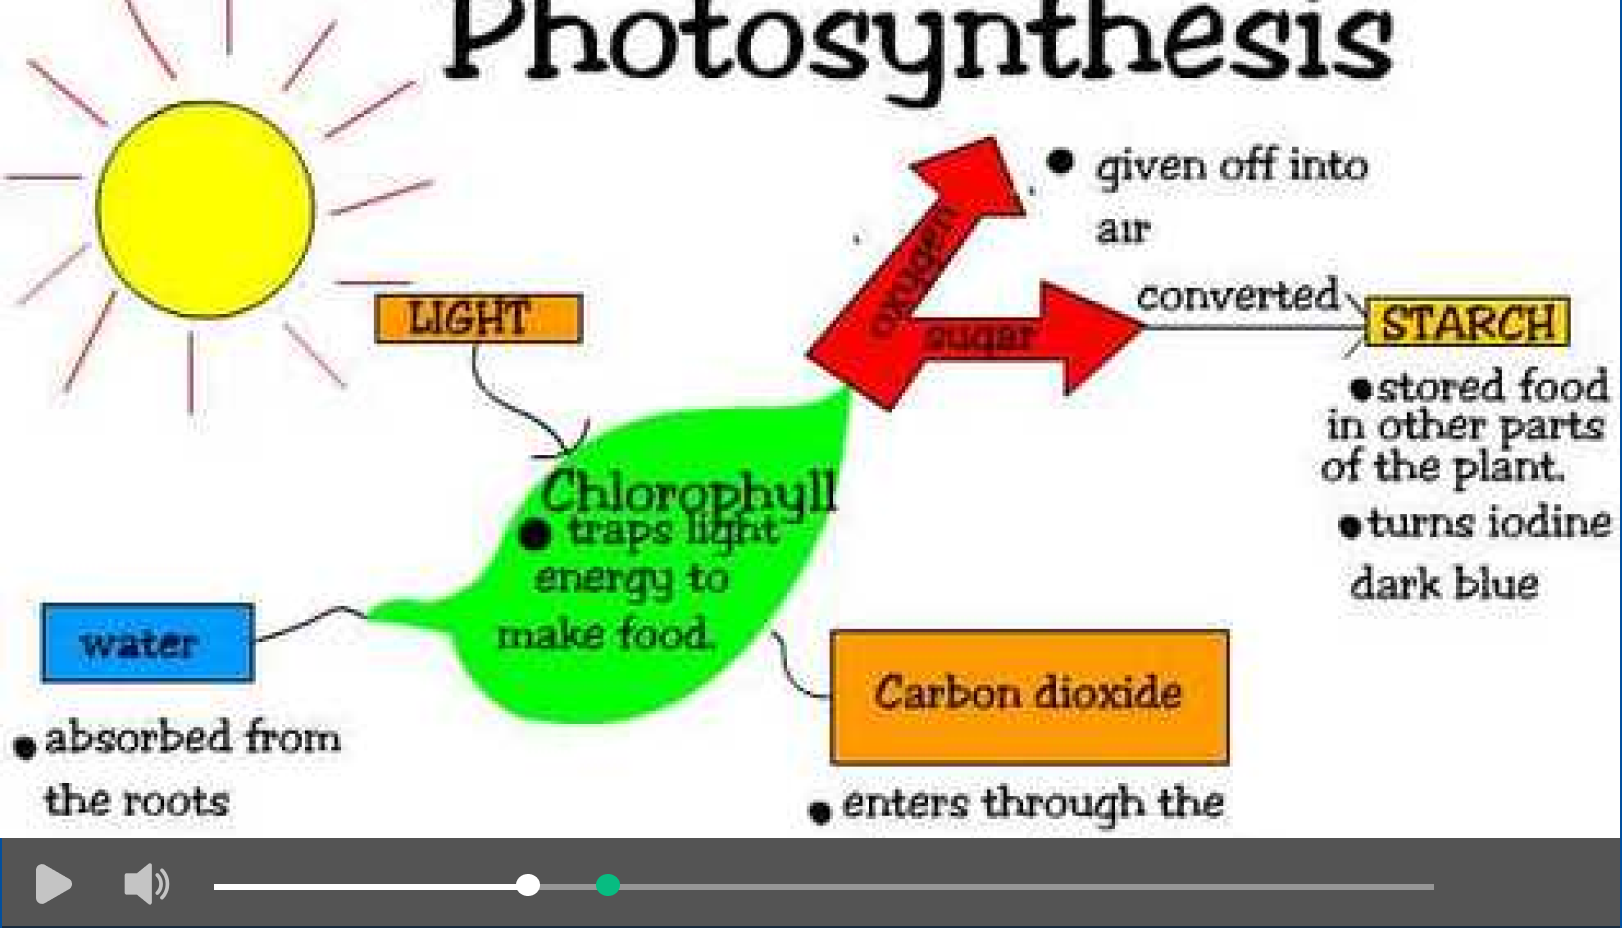 Photosynthesis
given off into
air
oxygen
sugar
converted
STARCH
LIGHT
stored food
in other parts
of the plant.
turns iodine
dark blue
Chlorophyll
traps light
energy to
make food.
water
absorbed from
the roots
Carbon dioxide
enters through the